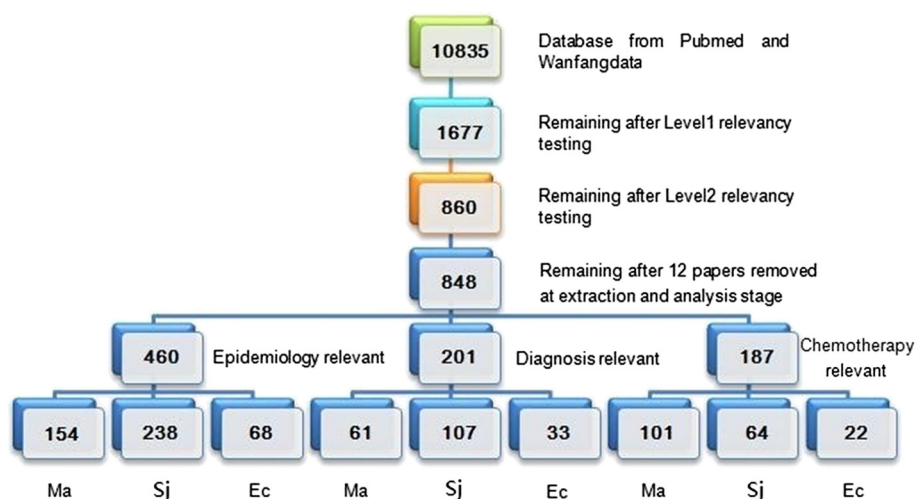 10835
Database from Pubmed and
Wanfangdata
1677
Remaining after Level1 relevancy
testing
860
Remaining after Level2 relevancy
testing
848
Remaining after 12 papers removed
at extraction and analysis stage
460
Epidemiology relevant
201
Diagnosis relevant
187
Chemotherapy
relevant
154
238
68
61
107
33
101
64
22
Ma
Sj
Ec
Ma
Sj
Ec
Ma
Sj
Ec